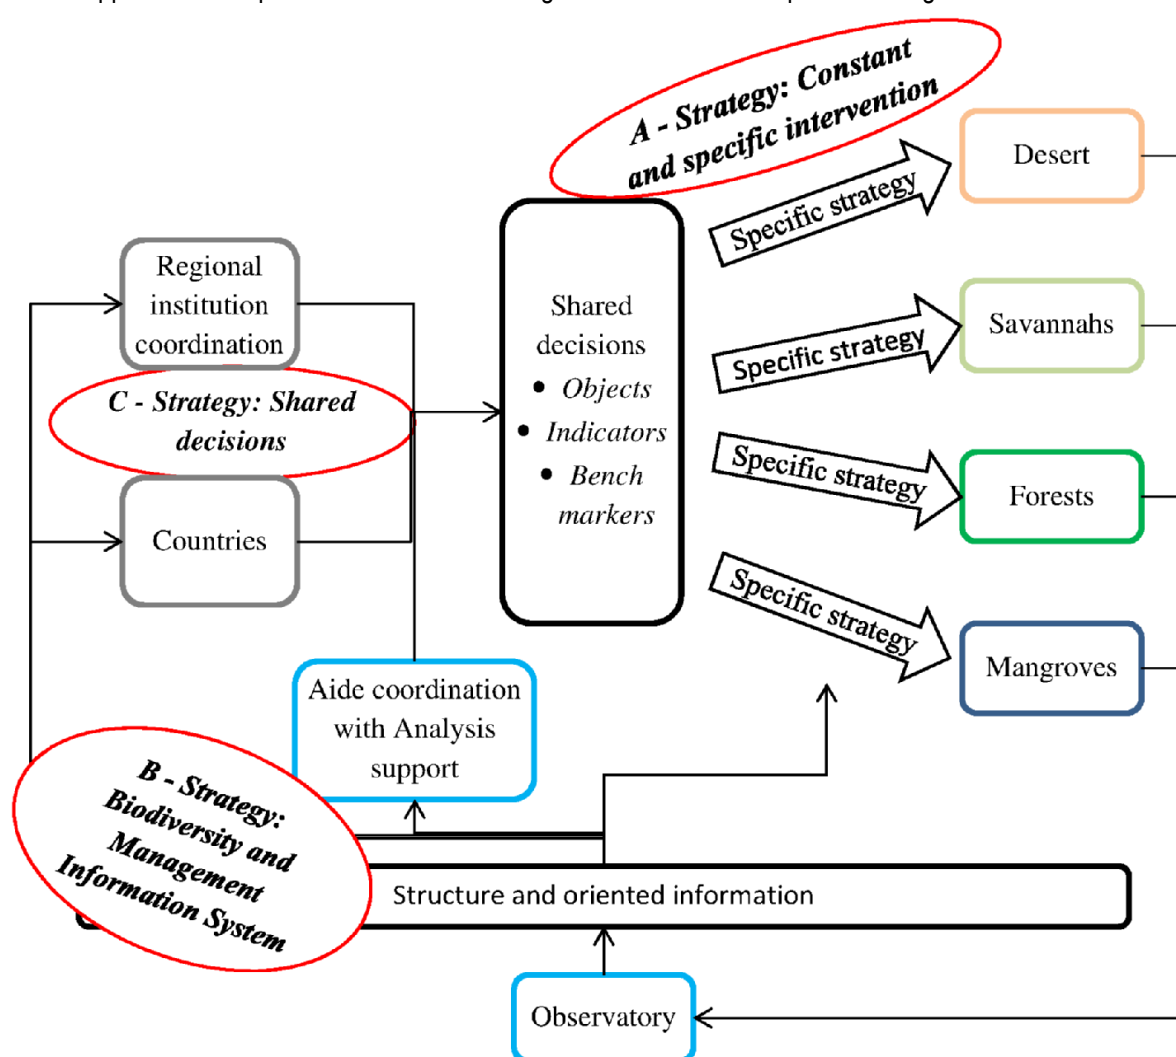 A - Strategy: Constant
and specific intervention
Desert
Specific strategy
Regional
institution
coordination
Shared
decisions
• Objects
• Indicators
• Bench
markers
Savannahs
Specific strategy
C - Strategy: Shared
decisions
Specific strategy
Forests
Countries
Specific strategy
Mangroves
Aide coordination
with Analysis
support
B - Strategy:
Biodiversity and
Management
Information System
Structure and oriented information
Observatory